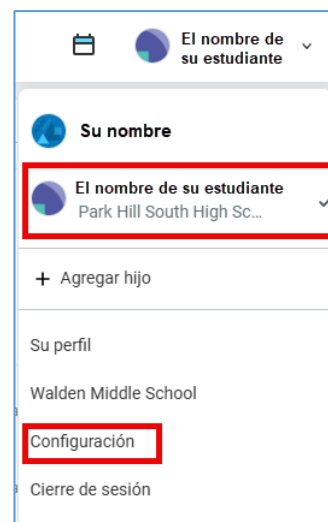 El nombre de
su estudiante
Su nombre
El nombre de su estudiante
Park Hill South High Sc...
+ Agregar hijo
Su perfil
Walden Middle School
Configuración
Cierre de sesión